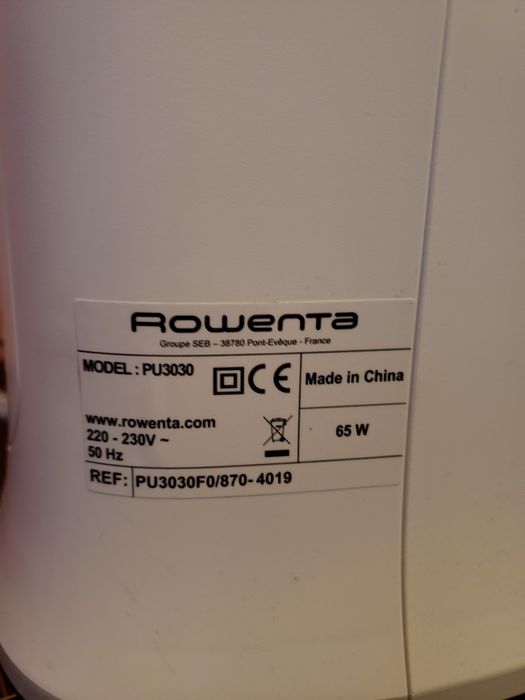 Rowenta
Groupe SEB – 38780 Pont-Evêque - France
MODEL : PU3030
CE
Made in China
www.rowenta.com
220 - 230V ~
50 Hz
65 W
REF: PU3030F0/870-4019